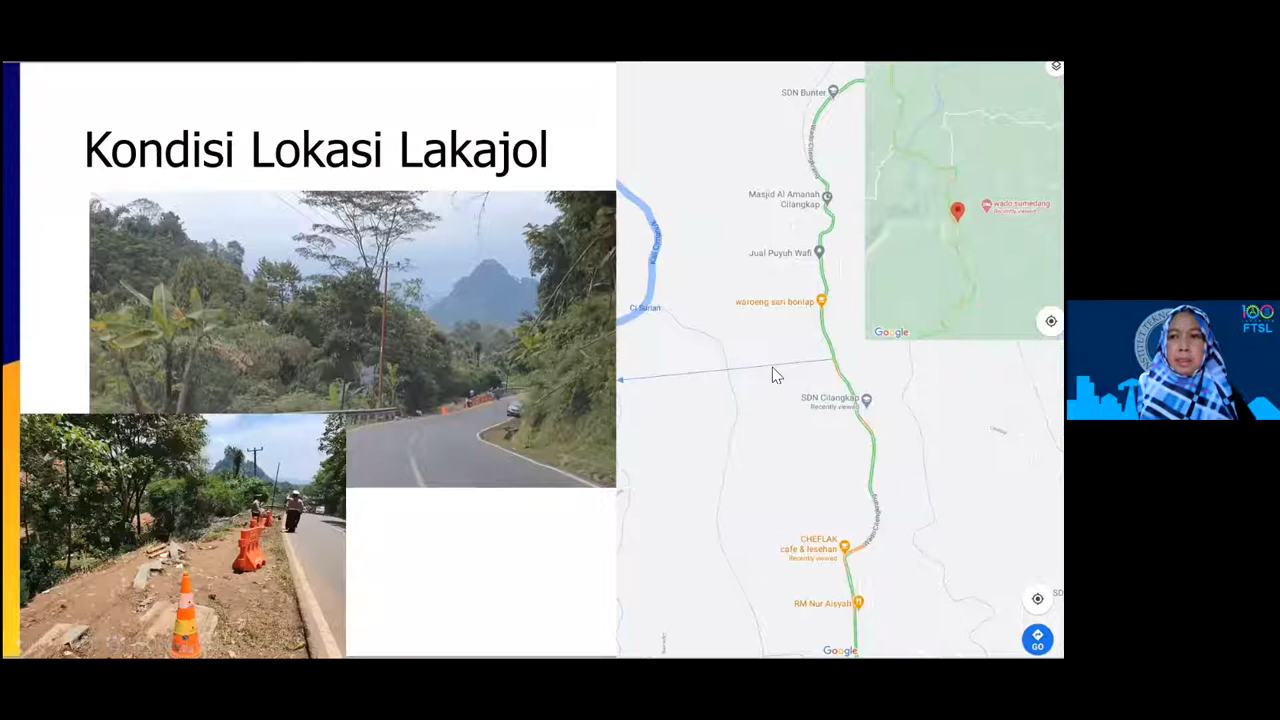 Kondisi Lokasi Lakajol
SDN Bunter
Masjid Al Amanah
Cilangkap
Jual Puyuh Wafi
waroeng sari bonlap
Ci Surian
SDN Cilangkap
Recently viewed
CHEFLAK
cafe & lesehan
Recently viewed
RM Nur Aisyah
Google
wado sumedang
Recently viewed
Google
GO
SD
100
FTSL